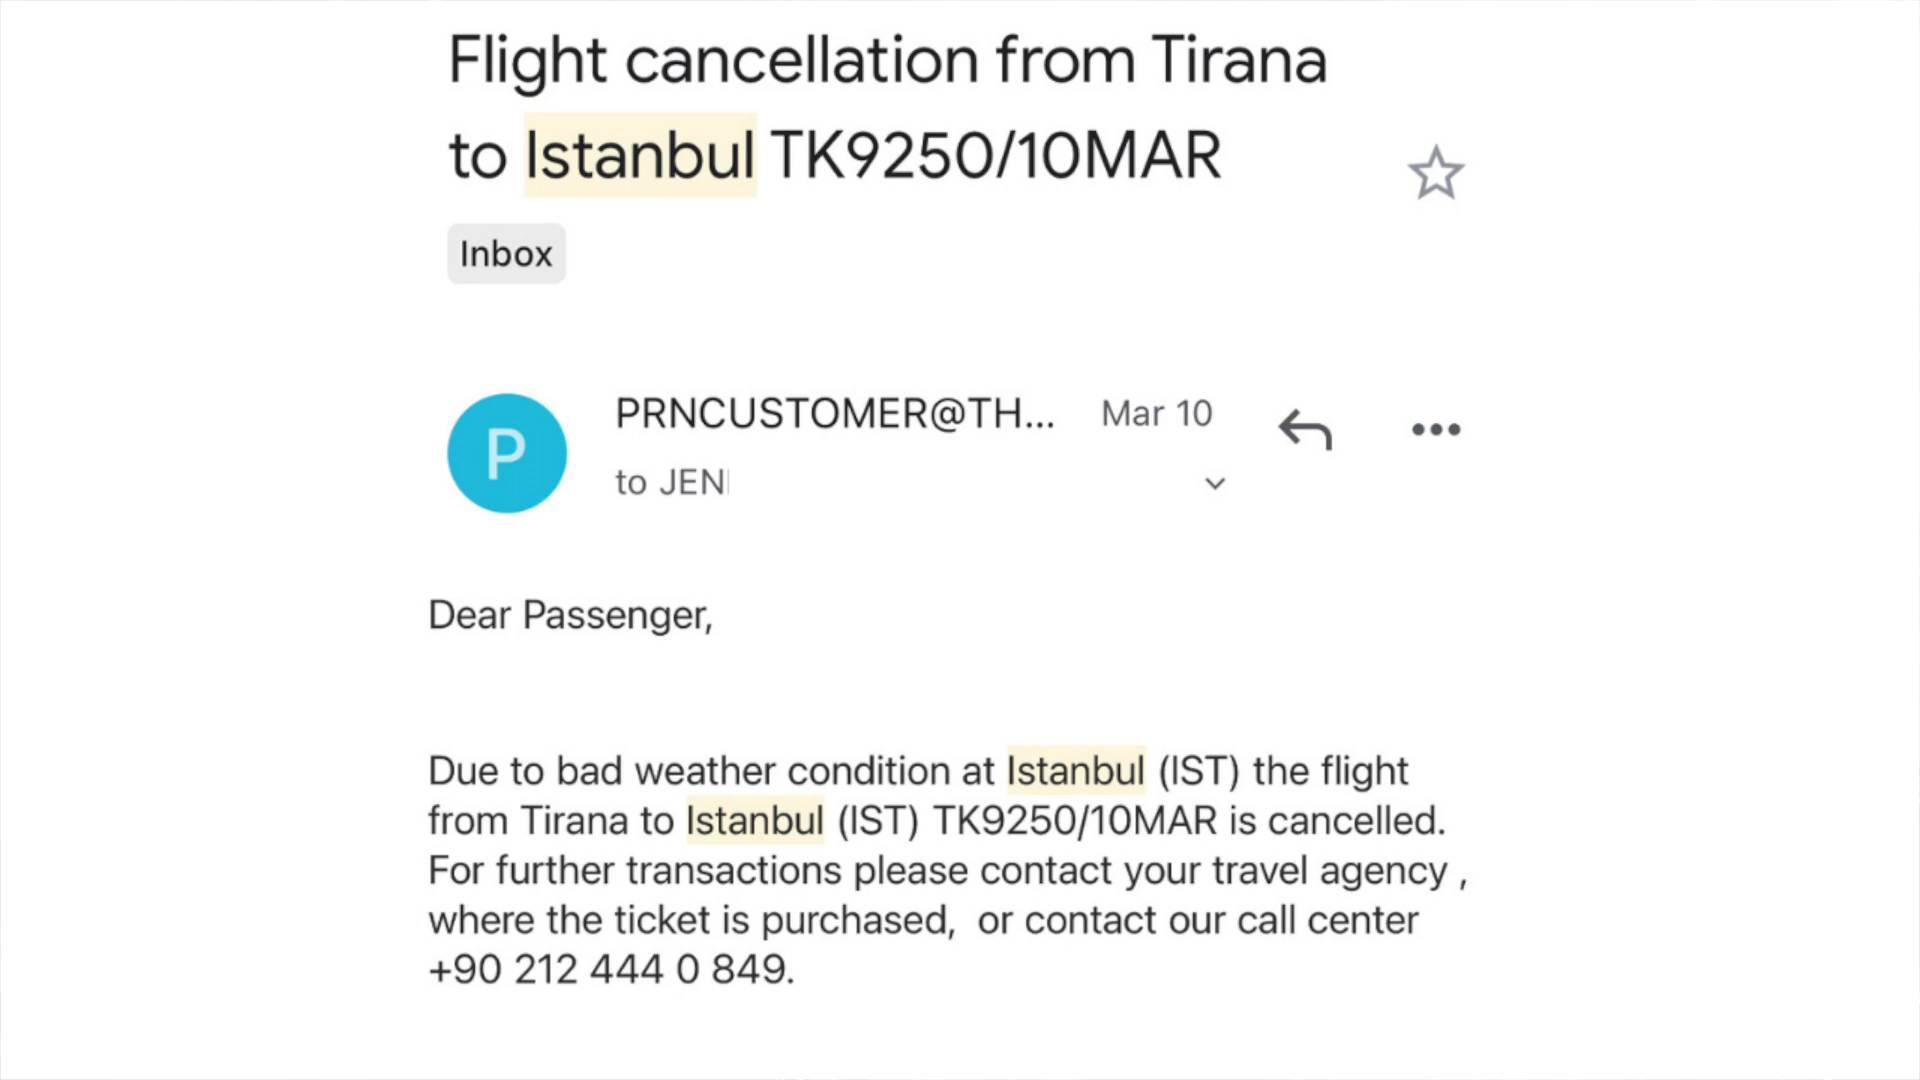 Flight cancellation from Tirana
to Istanbul TK9250/10MAR
Inbox
P
PRNCUSTOMER@TH... Mar 10
to JEN
Dear Passenger,
Due to bad weather condition at Istanbul (IST) the flight
from Tirana to Istanbul (IST) TK9250/10MAR is cancelled.
For further transactions please contact your travel agency ,
where the ticket is purchased,  or contact our call center
+90 212 444 0 849.